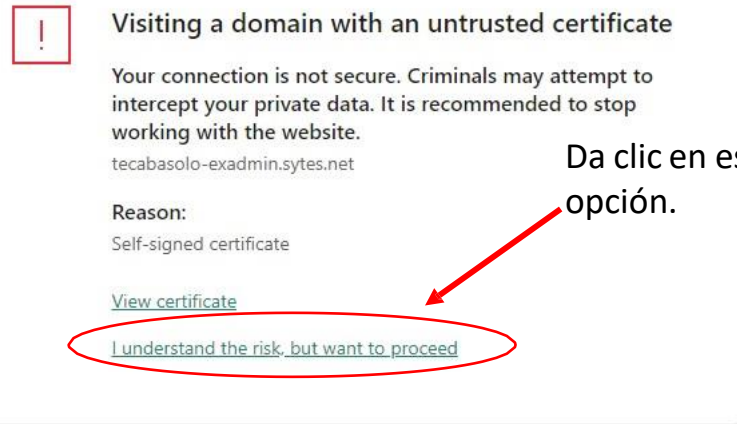 !
Visiting a domain with an untrusted certificate
Your connection is not secure. Criminals may attempt to
intercept your private data. It is recommended to stop
working with the website.
tecabasolo-exadmin.sytes.net
Da clic en
opción.
Reason:
Self-signed certificate
View certificate
I understand the risk, but want to proceed